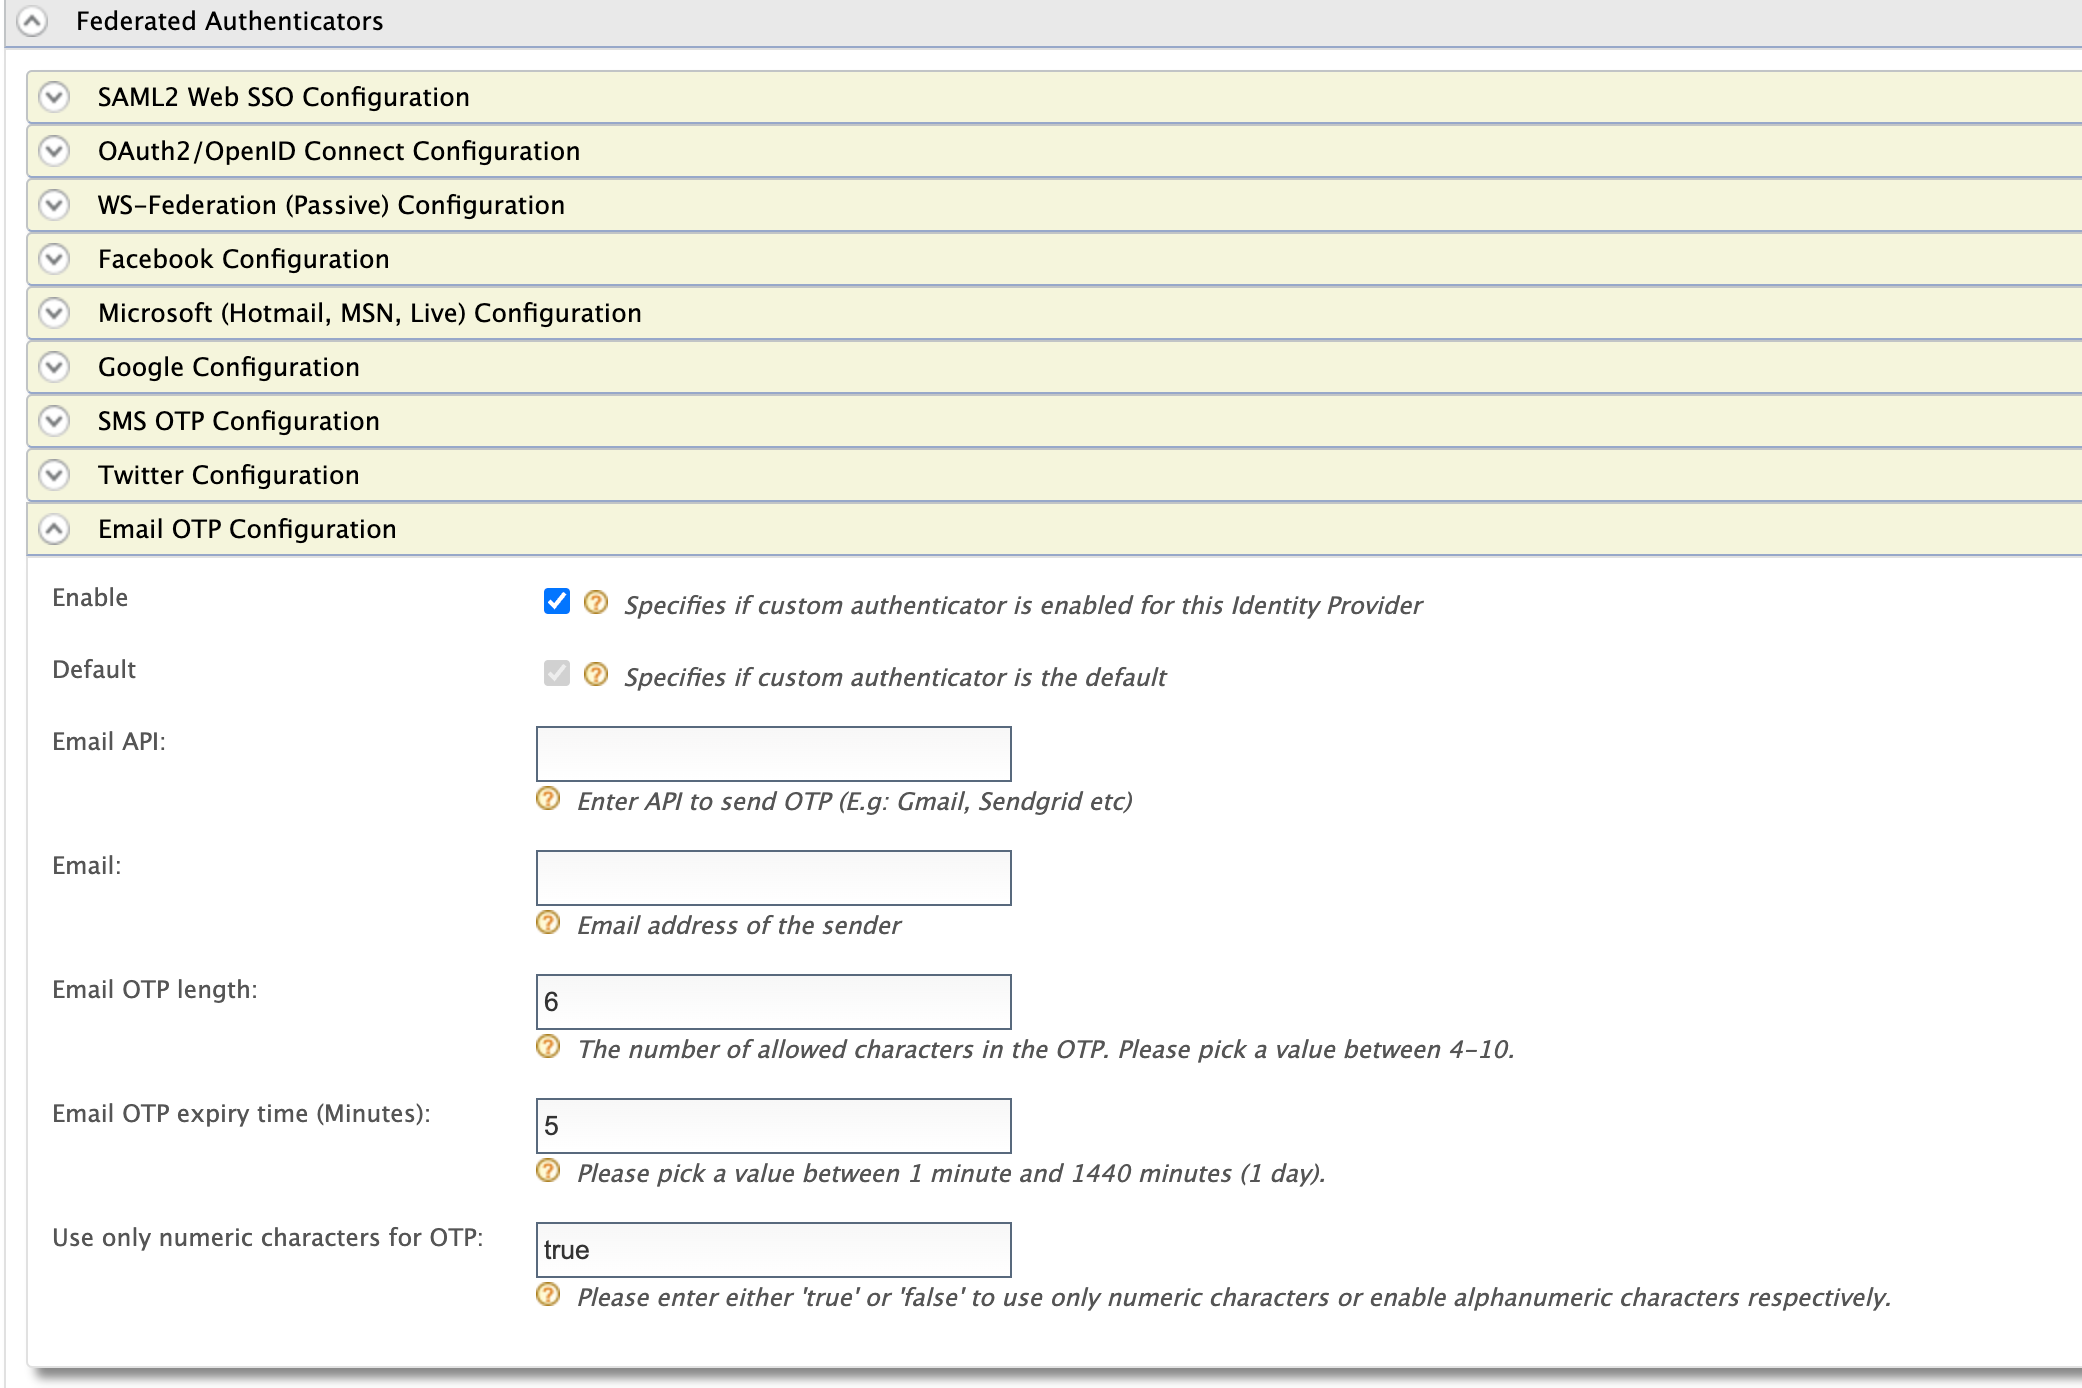 Federated Authenticators
SAML2 Web SSO Configuration
OAuth2/OpenID Connect Configuration
WS-Federation (Passive) Configuration
Facebook Configuration
Microsoft (Hotmail, MSN, Live) Configuration
Google Configuration
SMS OTP Configuration
Twitter Configuration
Email OTP Configuration
Enable
Specifies if custom authenticator is enabled for this Identity Provider
Default
Specifies if custom authenticator is the default
Email API:
Enter API to send OTP (E.g: Gmail, Sendgrid etc)
Email:
Email address of the sender
Email OTP length:
6
The number of allowed characters in the OTP. Please pick a value between 4-10.
Email OTP expiry time (Minutes):
5
Please pick a value between 1 minute and 1440 minutes (1 day).
Use only numeric characters for OTP:
true
Please enter either 'true' or 'false' to use only numeric characters or enable alphanumeric characters respectively.